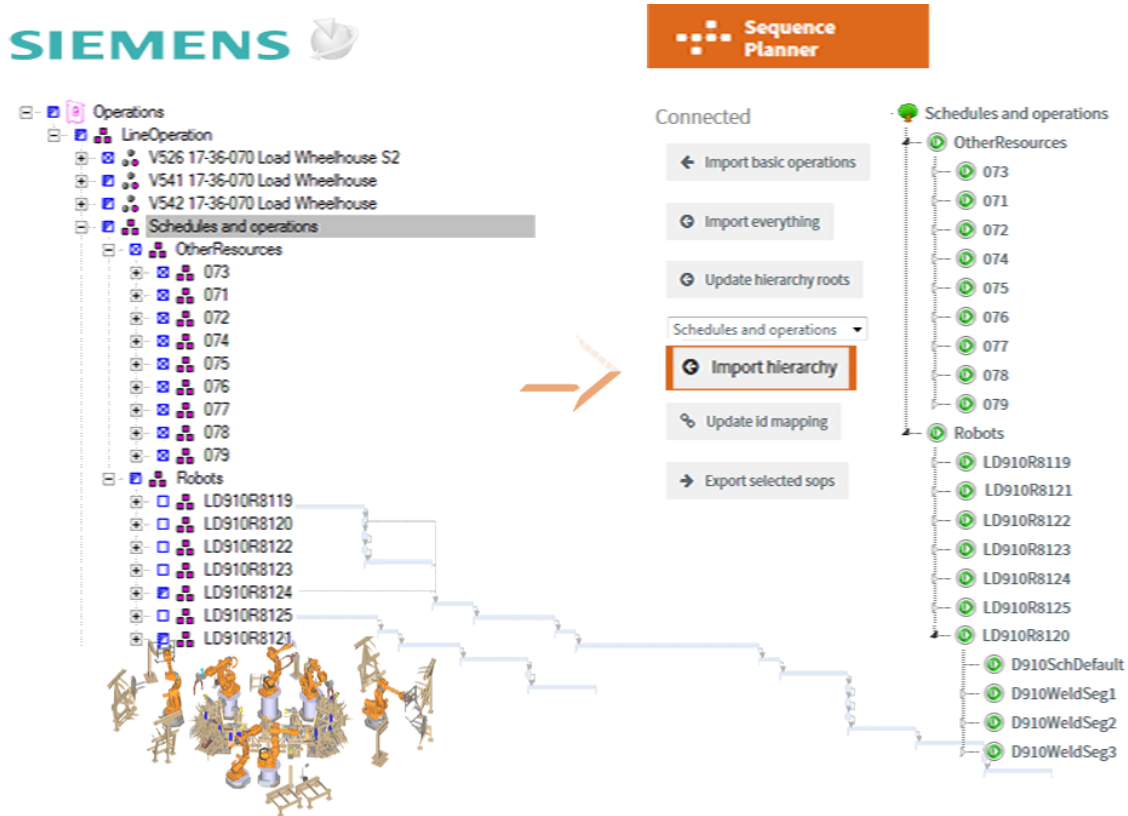 SIEMENS
Operations
LineOperation
V526 17-36-070 Load Wheelhouse S2
V541 17-36-070 Load Wheelhouse
V542 17-36-070 Load Wheelhouse
Schedules and operations
OtherResources
073
071
072
074
075
076
077
078
079
Robots
LD910R8119
LD910R8120
LD910R8122
LD910R8123
LD910R8124
LD910R8125
LD910R8121
Sequence
Planner
Connected
Import basic operations
Import everything
Update hierarchy roots
Schedules and operations
Import hierarchy
Update id mapping
Export selected sops
Schedules and operations
OtherResources
073
071
072
074
075
076
077
078
079
Robots
LD910R8119
LD910R8121
LD910R8122
LD910R8123
LD910R8124
LD910R8125
LD910R8120
D910SchDefault
D910WeldSeg1
D910WeldSeg2
D910WeldSeg3